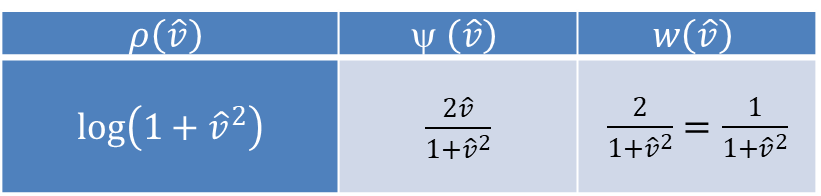 ρ(v̂) ψ (v̂) w(v̂)
log(1 + v̂²) 2v̂/1+v̂² 2/1+v̂² = 1/1+v̂²